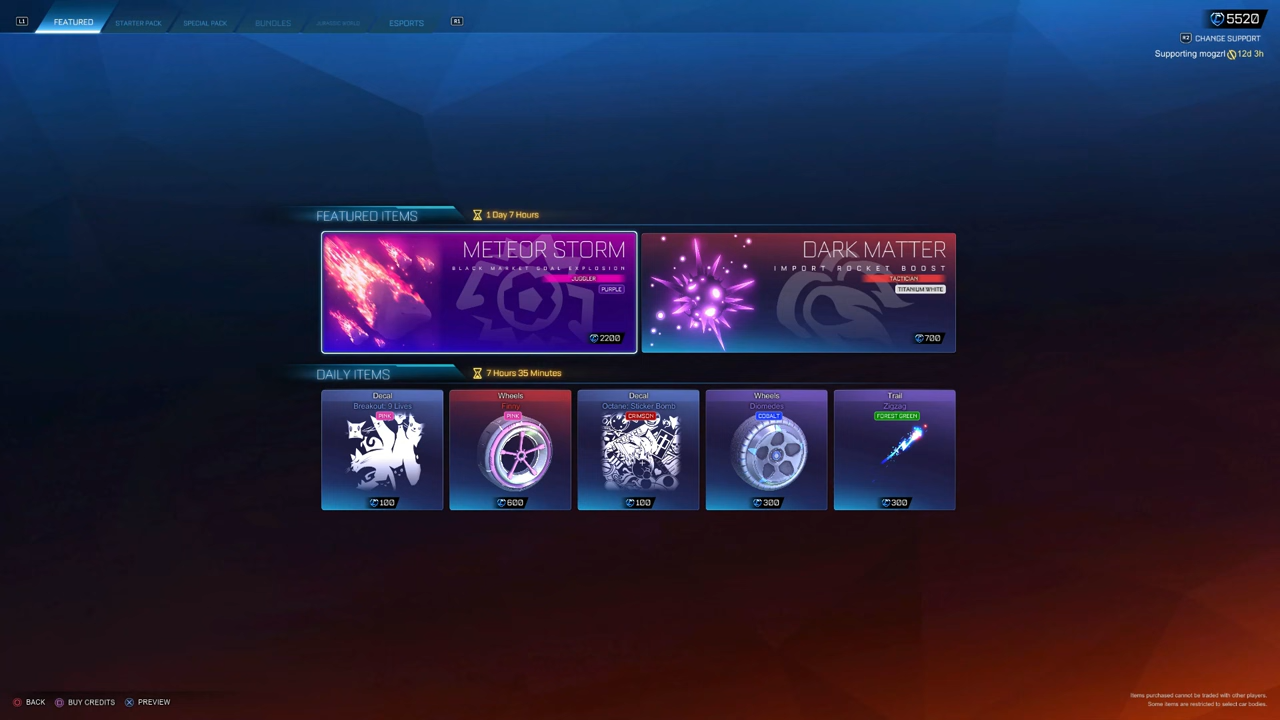 L1
FEATURED
STARTER PACK
SPECIAL PACK
BUNDLES
JURASSIC WORLD
ESPORTS
R1
5520
R2 CHANGE SUPPORT
Supporting mogzrl 12d 3h
FEATURED ITEMS
1 Day 7 Hours
METEOR STORM
BLACK MARKET GOAL EXPLOSION
JUGGLER
PURPLE
2200
DARK MATTER
IMPORT ROCKET BOOST
TACTICIAN
TITANIUM WHITE
700
DAILY ITEMS
7 Hours 35 Minutes
Decal
Breakout: 9 Lives
PINK
100
Wheels
Finny
PINK
600
Decal
Octane: Sticker Bomb
CRIMSON
100
Wheels
Diomedes
COBALT
300
Trail
Zigzag
FOREST GREEN
300
BACK
BUY CREDITS
PREVIEW
Items purchased cannot be traded with other players.
Some items are restricted to select car bodies.